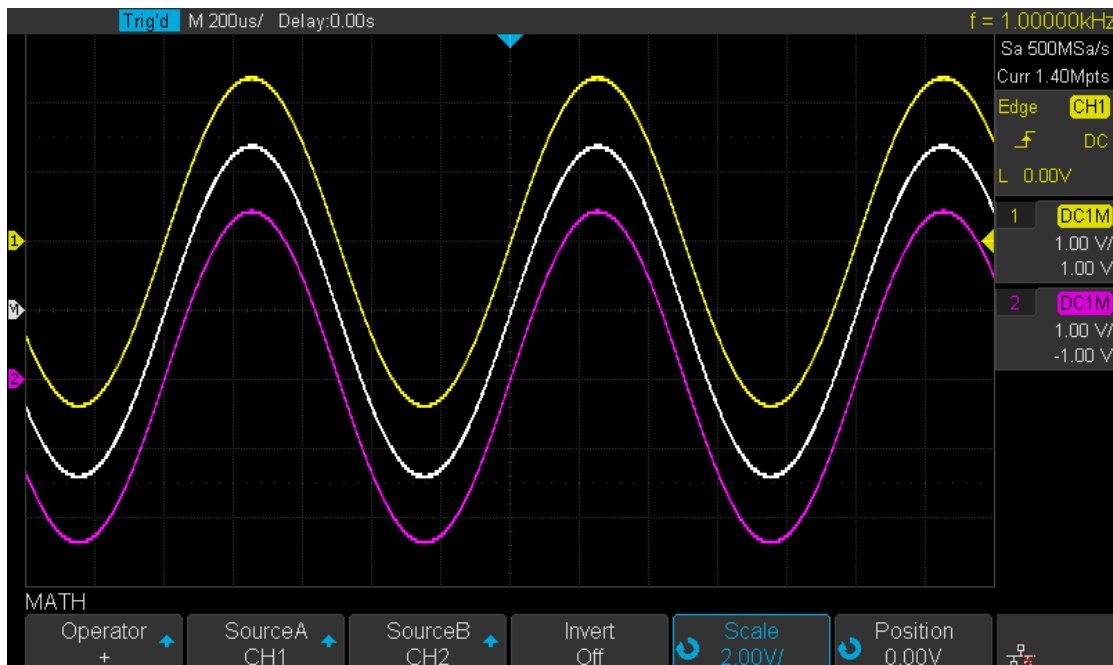 Trig'd M 200us/ Delay:0.00s f = 1.00000kHz
Sa 500MSa/s
Curr 1.40Mpts
Edge CH1
DC
L 0.00V
1 DC1M
1.00 V/
1.00 V
2 DC1M
1.00 V/
-1.00 V
1
M
2
MATH
Operator SourceA SourceB Invert Scale Position
+ CH1 CH2 Off 2.00V/ 0.00V